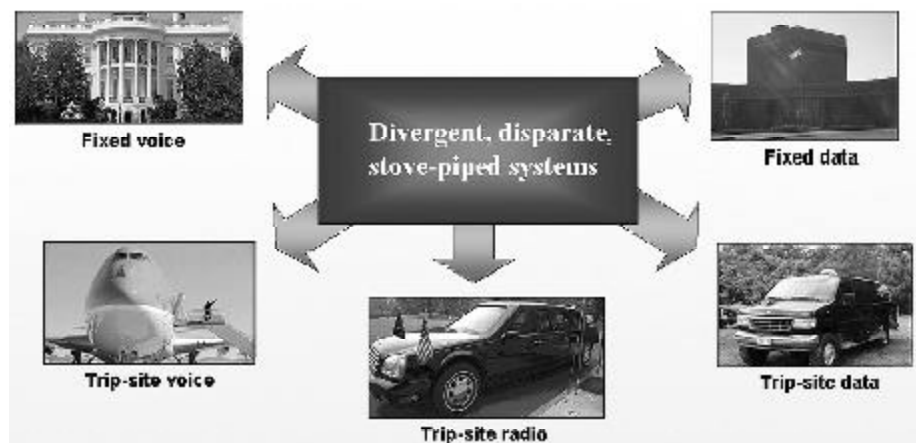 Fixed voice
Divergent, disparate,
stove-piped systems
Fixed data
Trip-site voice
Trip-site radio
Trip-site data